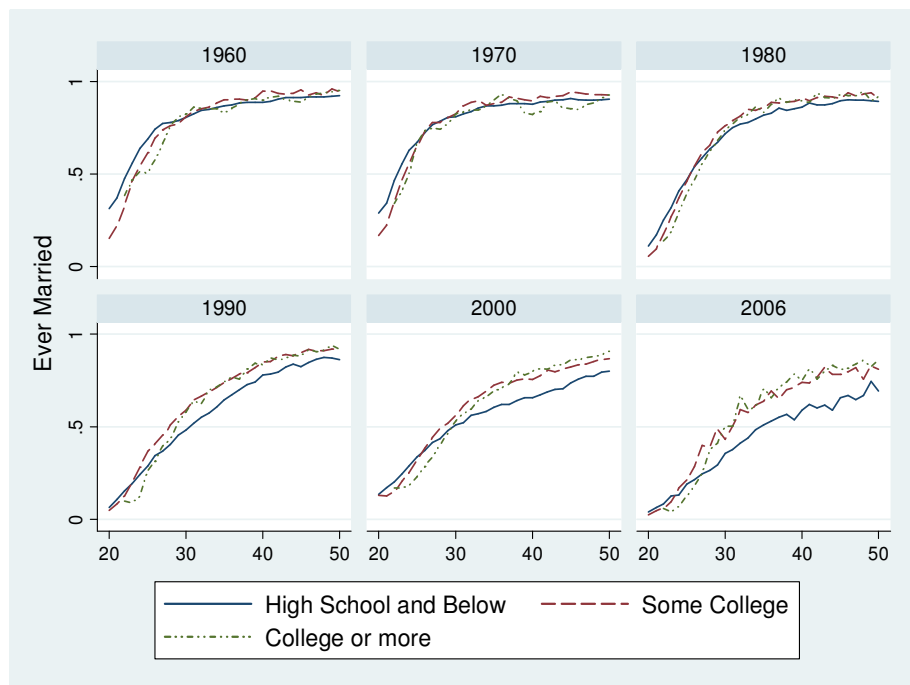 1960
1970
1980
1
.5
0
Ever Married
1990
2000
2006
1
.5
0
20 30 40 50
20 30 40 50
20 30 40 50
High School and Below
Some College
College or more